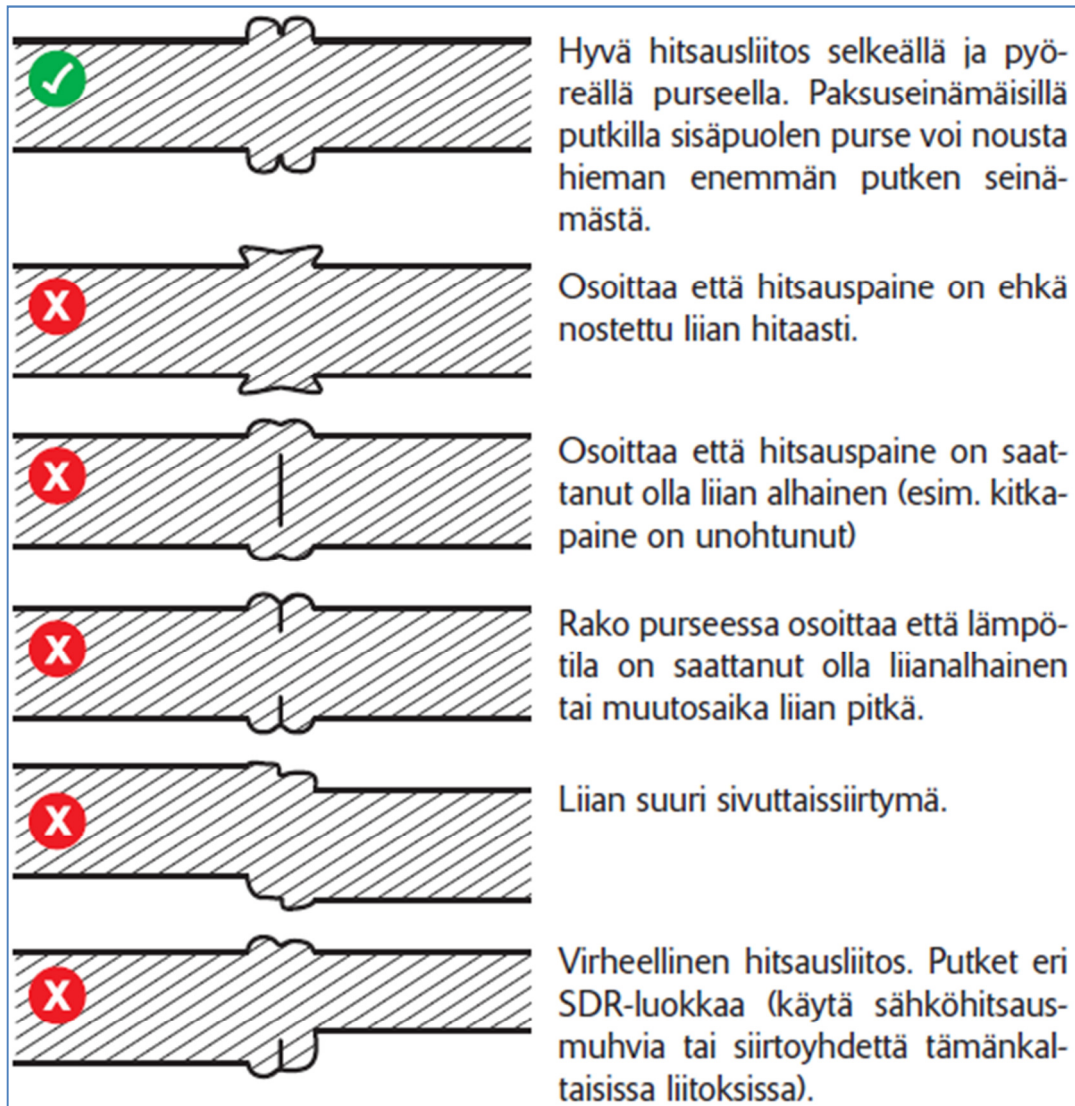 Hyvä hitsausliitos selkeällä ja pyö-
reällä purseella. Paksuseinämäisillä
putkilla sisäpuolen purse voi nousta
hieman enemmän putken seinä-
mästä.
Osoittaa että hitsauspaine on ehkä
nostettu liian hitaasti.
Osoittaa että hitsauspaine on saat-
tanut olla liian alhainen (esim. kitka-
paine on unohtunut)
Rako purseessa osoittaa että lämpö-
tila on saattanut olla liianalhainen
tai muutosaika liian pitkä.
Liian suuri sivuttaissiirtymä.
Virheellinen hitsausliitos. Putket eri
SDR-luokkaa (käytä sähköhitsaus-
muhvia tai siirtoyhdettä tämänkal-
taisissa liitoksissa).